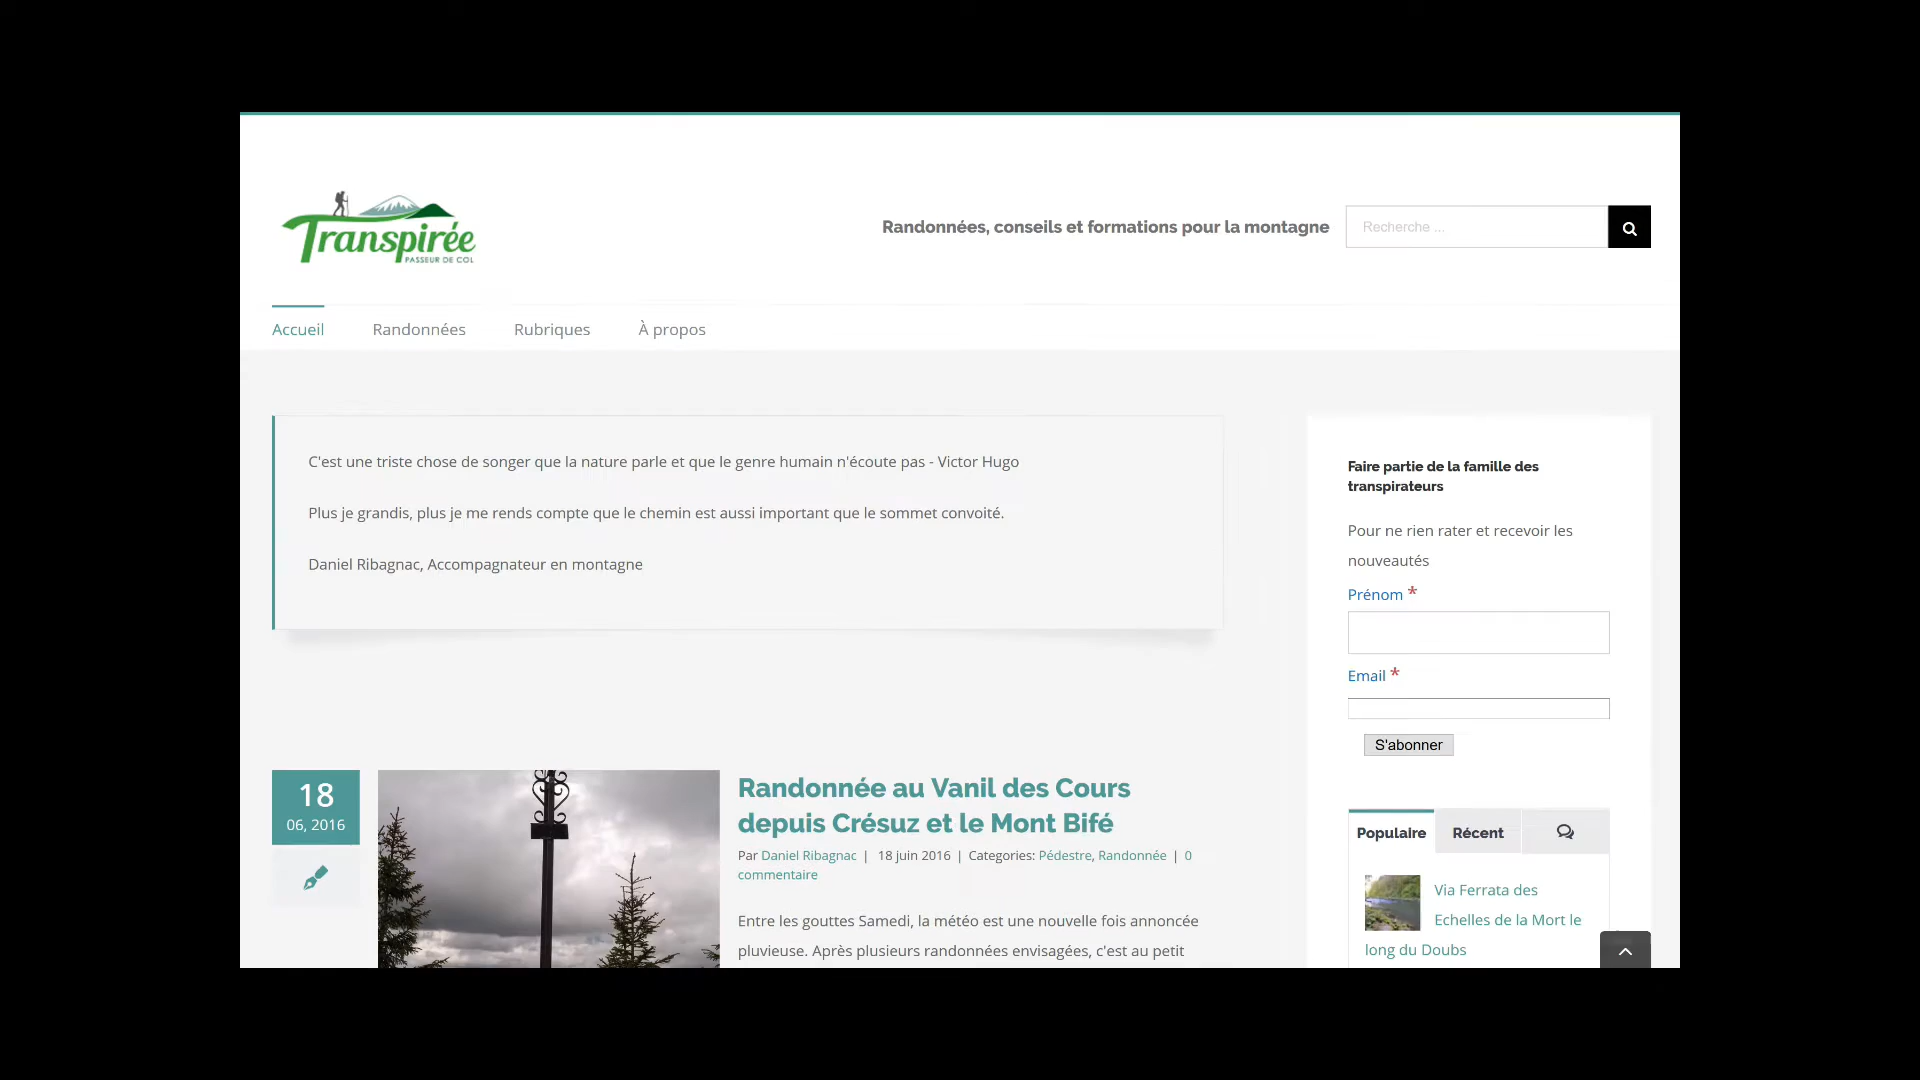 Transpirée
PASSEUR DE COL
Randonnées, conseils et formations pour la montagne
Recherche ...
Accueil
Randonnées
Rubriques
À propos
C'est une triste chose de songer que la nature parle et que le genre humain n'écoute pas - Victor Hugo
Plus je grandis, plus je me rends compte que le chemin est aussi important que le sommet convoité.
Daniel Ribagnac, Accompagnateur en montagne
18
06, 2016
Randonnée au Vanil des Cours
depuis Crésuz et le Mont Bifé
Par Daniel Ribagnac | 18 juin 2016 | Categories: Pédestre, Randonnée | 0
commentaire
Entre les gouttes Samedi, la météo est une nouvelle fois annoncée
pluvieuse. Après plusieurs randonnées envisagées, c'est au petit
Faire partie de la famille des
transpirateurs
Pour ne rien rater et recevoir les
nouveautés
Prénom *
Email *
S'abonner
Populaire
Récent
Via Ferrata des
Echelles de la Mort le
long du Doubs